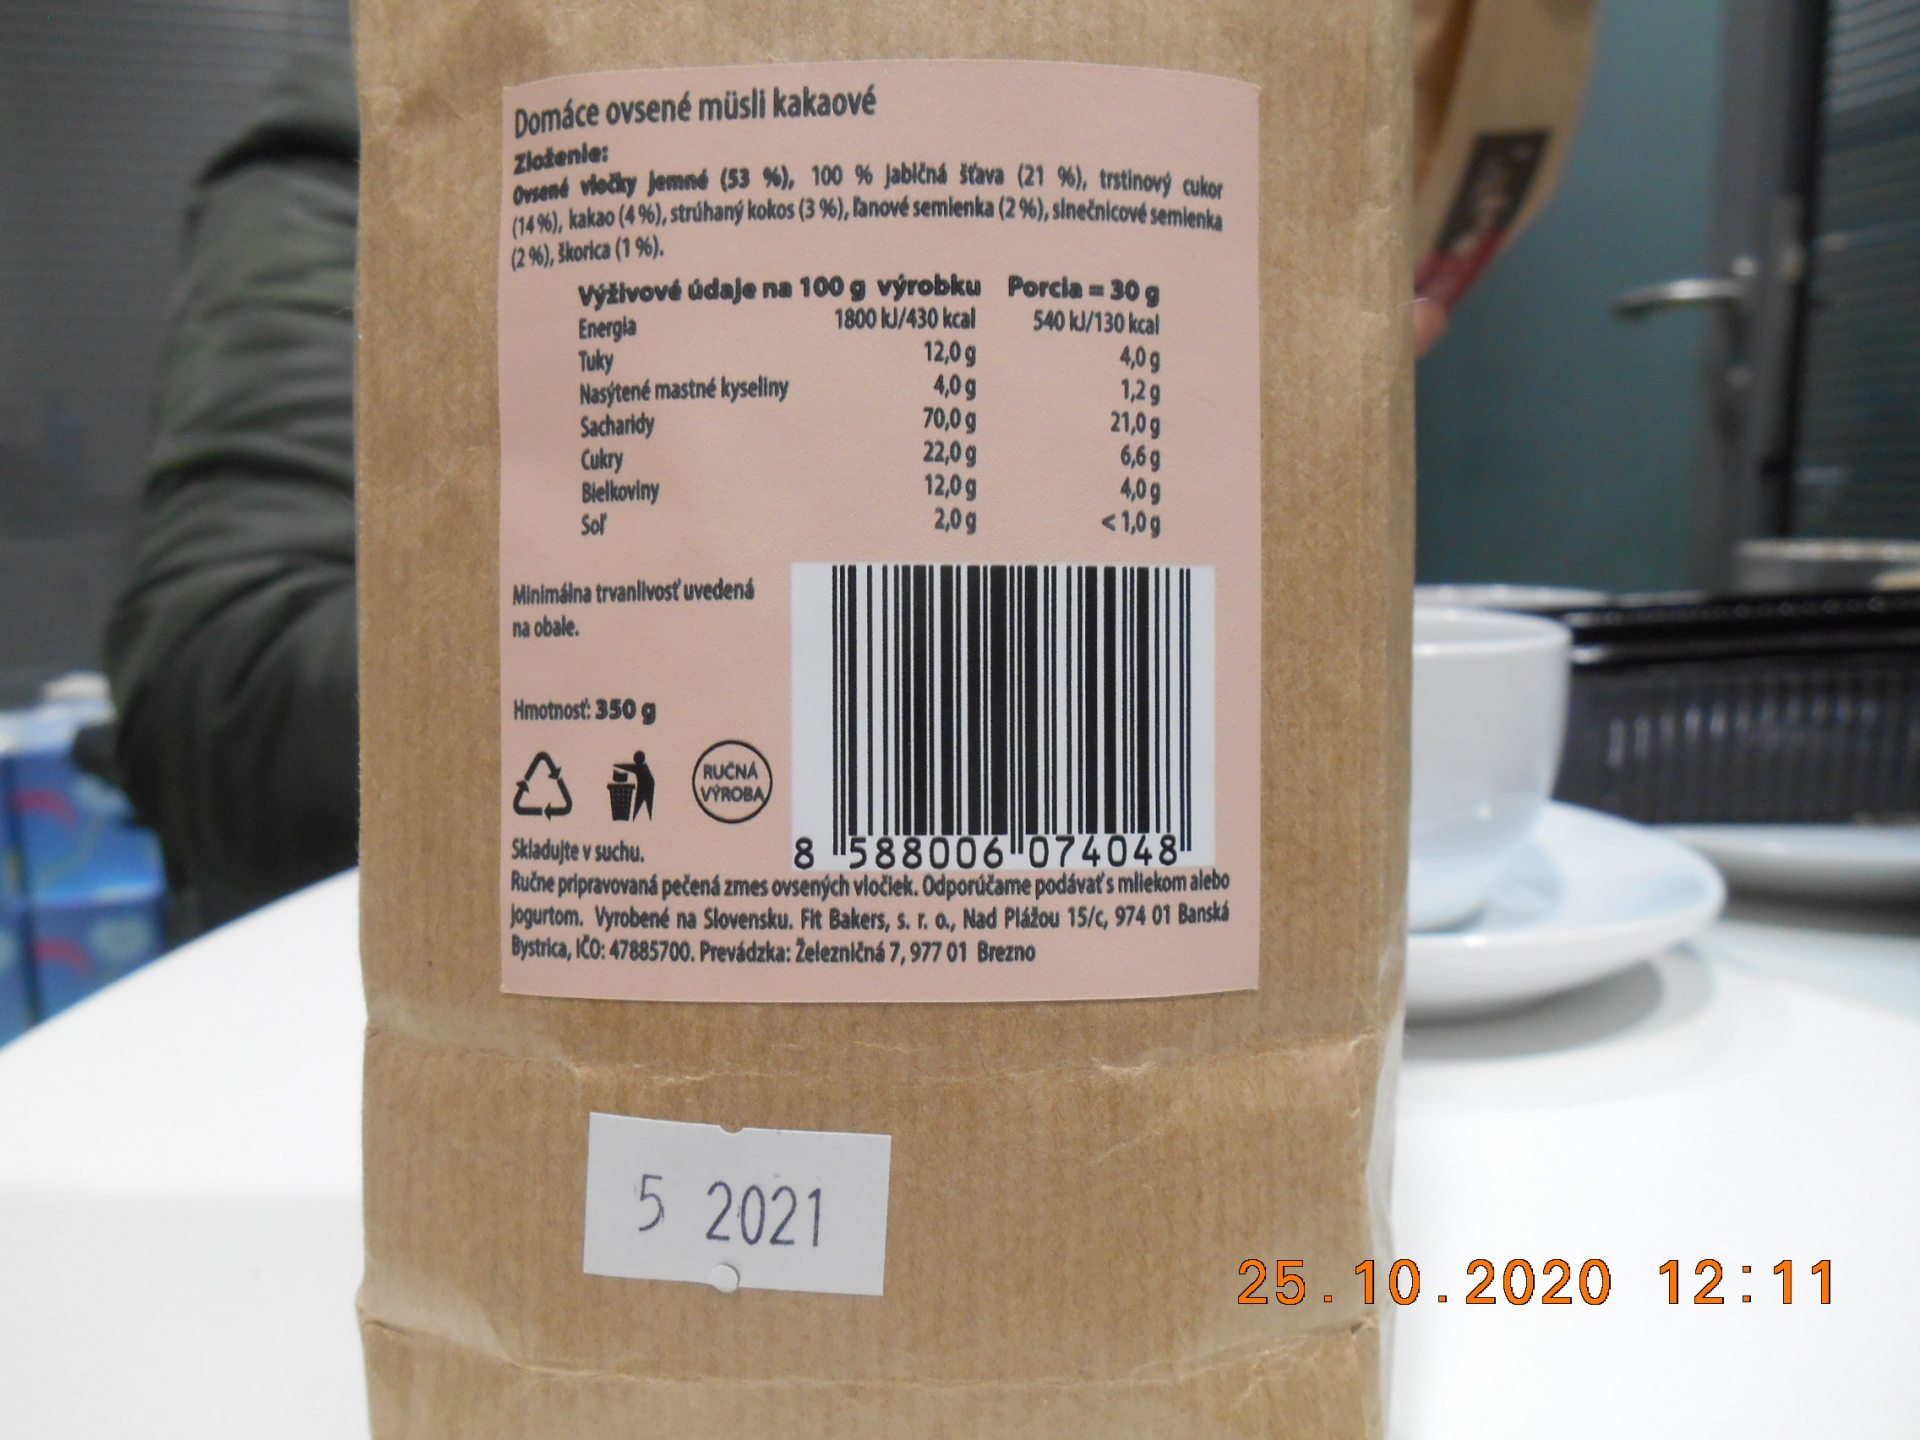 Domáce ovsené müsli kakaové
Zloženie:
Ovsené vločky jemné (53 %), 100 % jablčná šťava (21 %), trstinový cukor
(14 %), kakao (4 %), strúhaný kokos (3 %), ľanové semienka (2 %), slnečnicové semienka
(2 %), škorica (1 %).
Výživové údaje na 100 g výrobku Porcia = 30 g
Energia 1800 kJ/430 kcal 540 kJ/130 kcal
Tuky 12,0 g 4,0 g
Nasýtené mastné kyseliny 4,0 g 1,2 g
Sacharidy 70,0 g 21,0 g
Cukry 22,0 g 6,6 g
Bielkoviny 12,0 g 4,0 g
Soľ 2,0 g < 1,0 g
Minimálna trvanlivosť uvedená
na obale.
Hmotnosť: 350 g
RUČNÁ
VÝROBA
Skladujte v suchu.
8 588006 074048
Ručne pripravovaná pečená zmes ovsených vločiek. Odporúčame podávať s mliekom alebo
jogurtom. Vyrobené na Slovensku. Fit Bakers, s. r. o., Nad Plážou 15/c, 974 01 Banská
Bystrica, IČO: 47885700. Prevádzka: Železničná 7, 977 01 Brezno
5 2021
25.10.2020 12:11